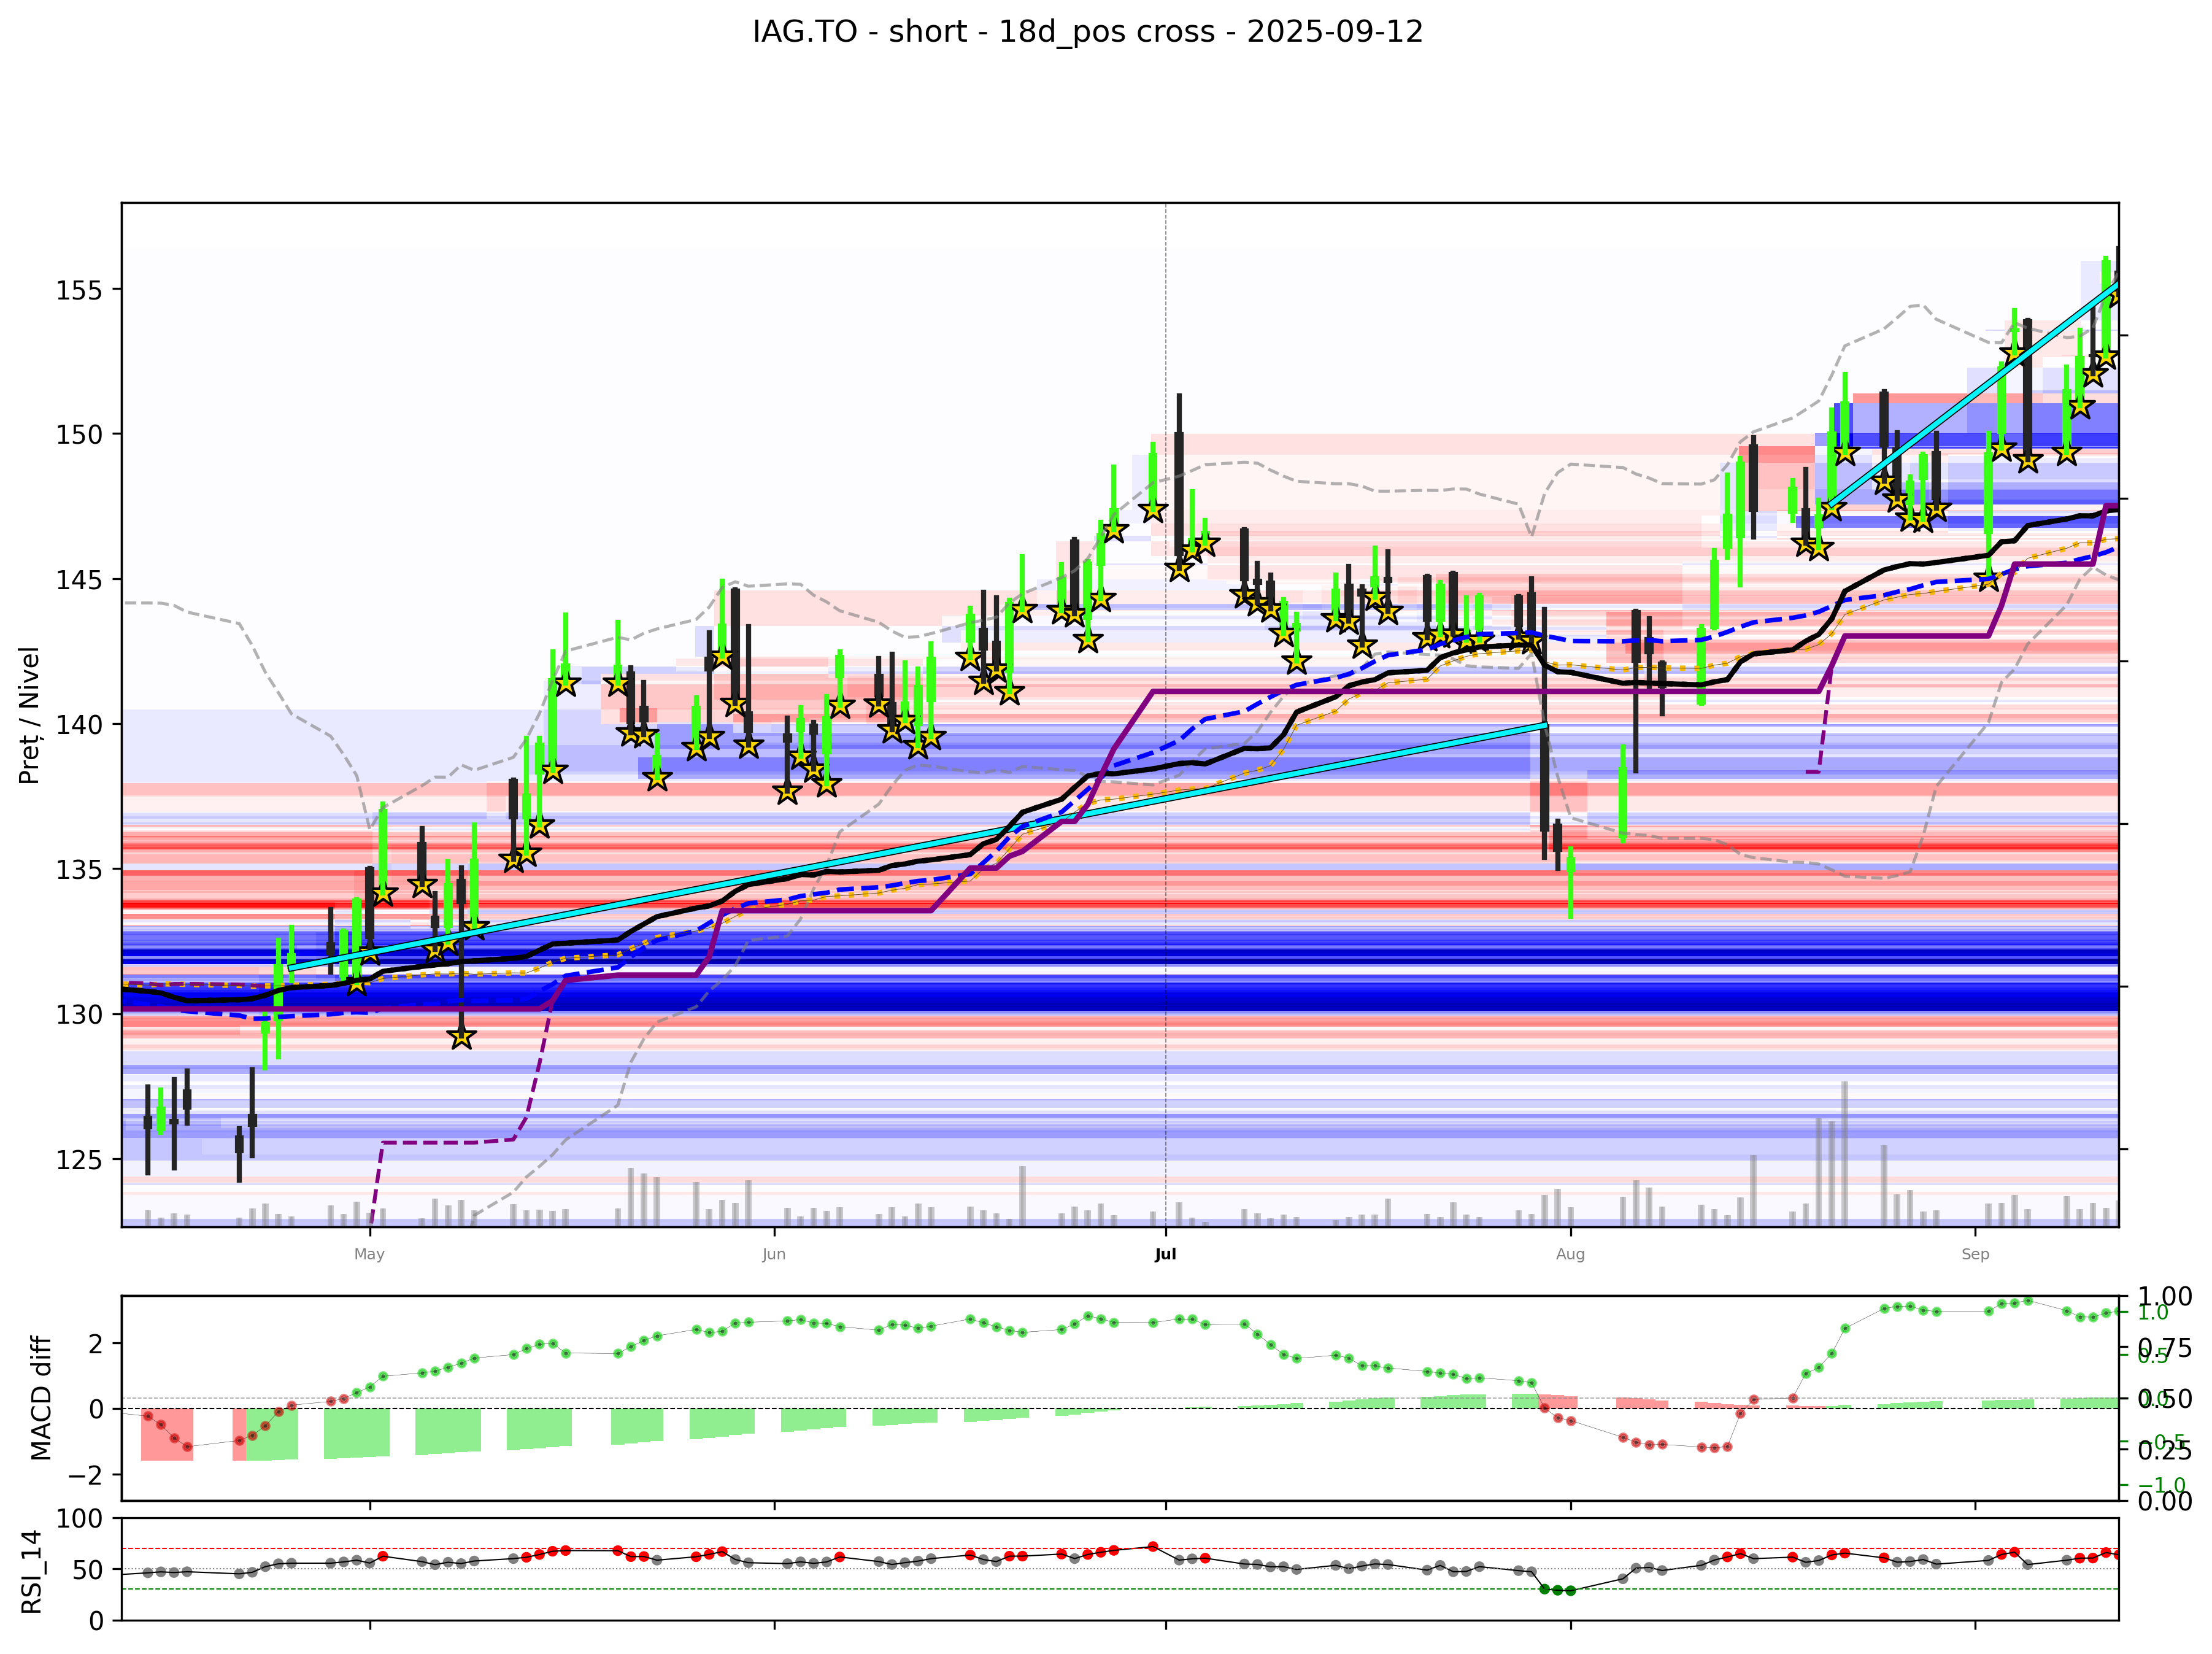 IAG.TO - short - 18d_pos cross - 2025-09-12
Preț / Nivel
155
150
145
140
135
130
125
May
Jun
Jul
Aug
Sep
MACD diff
2
0
−2
1.00
0.75
0.50
0.25
0.00
1.0
0.5
0.0
−0.5
−1.0
RSI_14
100
50
0